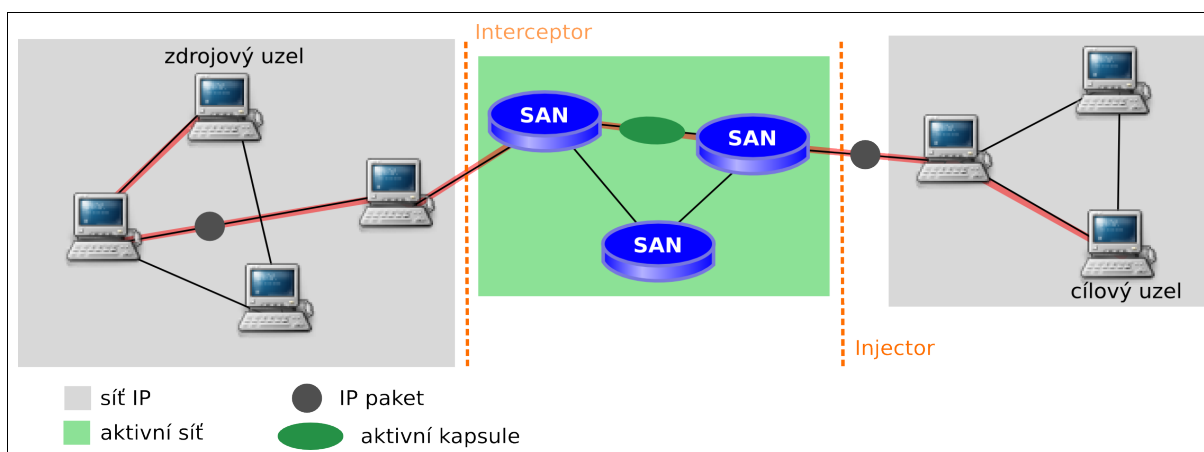 Interceptor
zdrojový uzel
SAN
SAN
SAN
cílový uzel
Injector
síť IP
IP paket
aktivní síť
aktivní kapsule